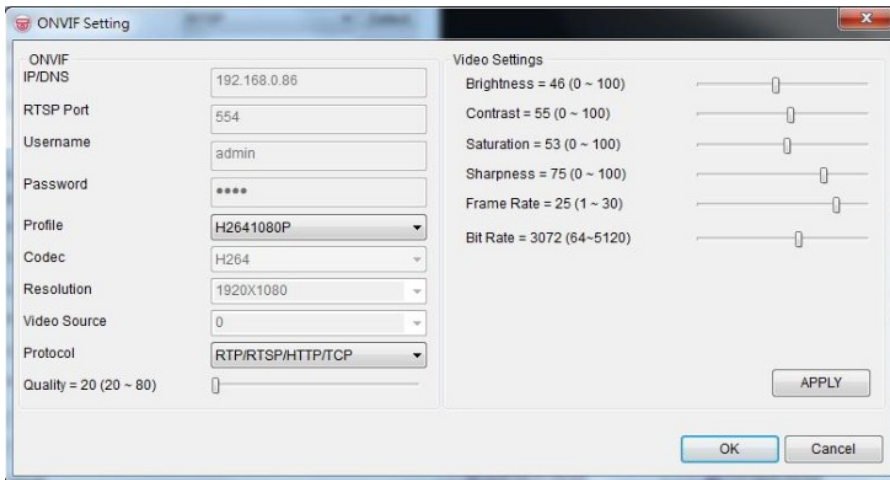 ONVIF Setting
ONVIF
IP/DNS
192.168.0.86
RTSP Port
554
Username
admin
Password
••••
Profile
H2641080P
Codec
H264
Resolution
1920X1080
Video Source
0
Protocol
RTP/RTSP/HTTP/TCP
Quality = 20 (20 ~ 80)
Video Settings
Brightness = 46 (0 ~ 100)
Contrast = 55 (0 ~ 100)
Saturation = 53 (0 ~ 100)
Sharpness = 75 (0 ~ 100)
Frame Rate = 25 (1 ~ 30)
Bit Rate = 3072 (64~5120)
APPLY
OK
Cancel